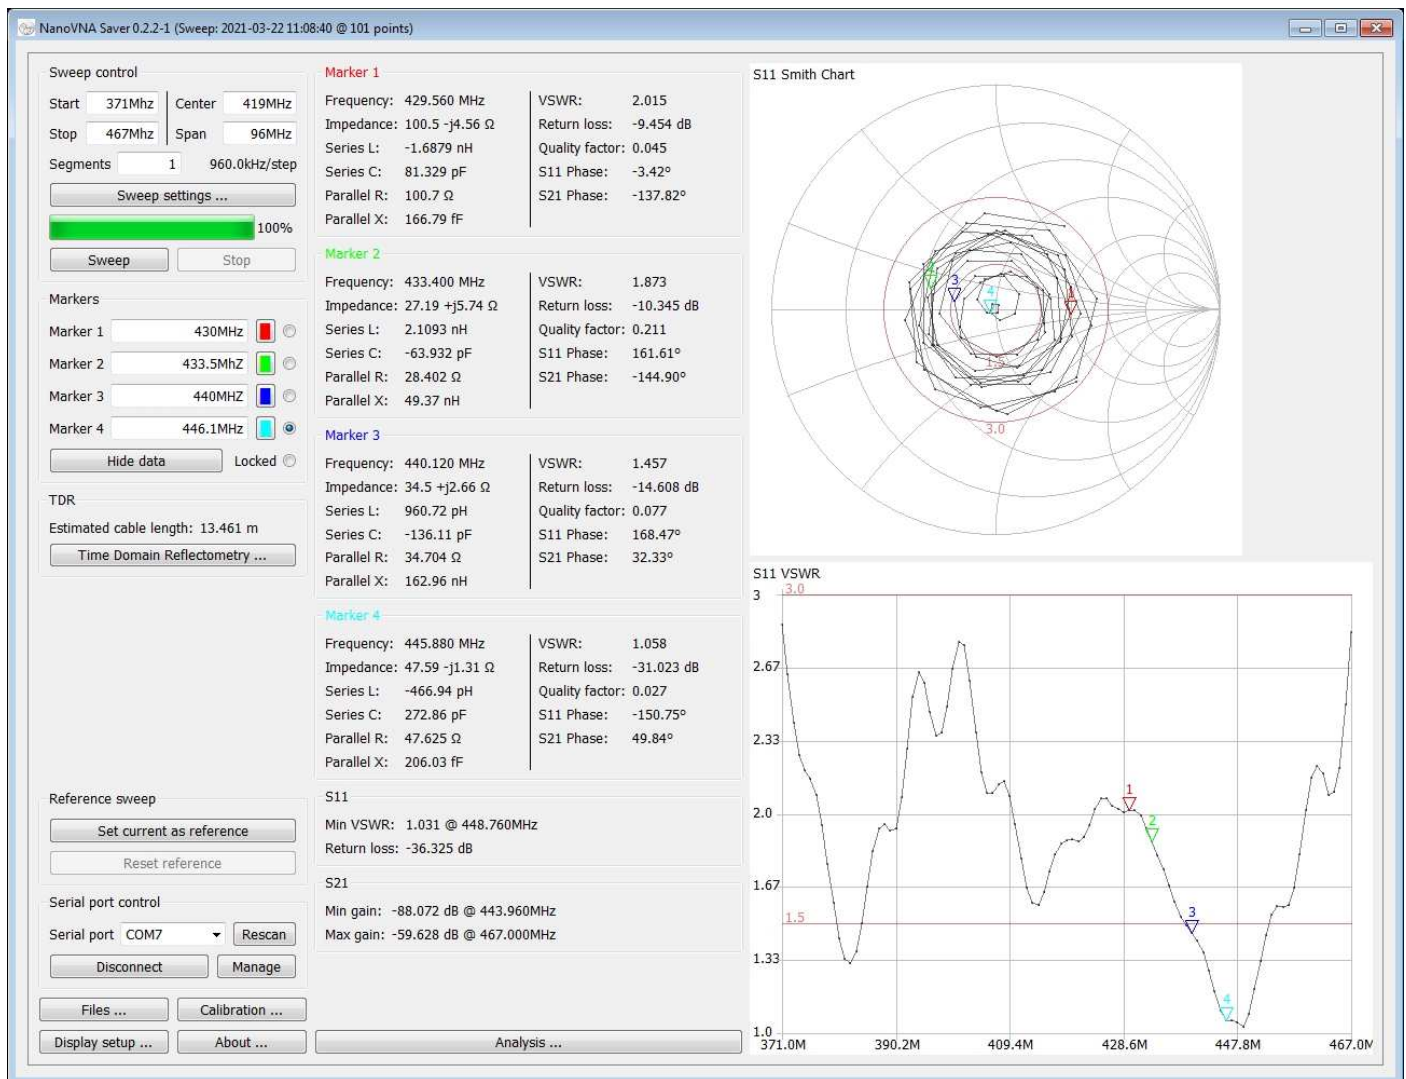 NanoVNA Saver 0.2.2-1 (Sweep: 2021-03-22 11:08:40 @ 101 points)
Sweep control
Start 371Mhz Center 419MHz
Stop 467Mhz Span 96MHz
Segments 1 960.0kHz/step
Sweep settings ...
100%
Sweep Stop
Markers
Marker 1 430MHz
Marker 2 433.5MhZ
Marker 3 440MHZ
Marker 4 446.1MHz
Hide data Locked
TDR
Estimated cable length: 13.461 m
Time Domain Reflectometry ...
Reference sweep
Set current as reference
Reset reference
Serial port control
Serial port COM7 Rescan
Disconnect Manage
Files ... Calibration ...
Display setup ... About ...
Marker 1
Frequency: 429.560 MHz VSWR: 2.015
Impedance: 100.5 -j4.56 Ω Return loss: -9.454 dB
Series L: -1.6879 nH Quality factor: 0.045
Series C: 81.329 pF S11 Phase: -3.42°
Parallel R: 100.7 Ω S21 Phase: -137.82°
Parallel X: 166.79 fF
Marker 2
Frequency: 433.400 MHz VSWR: 1.873
Impedance: 27.19 +j5.74 Ω Return loss: -10.345 dB
Series L: 2.1093 nH Quality factor: 0.211
Series C: -63.932 pF S11 Phase: 161.61°
Parallel R: 28.402 Ω S21 Phase: -144.90°
Parallel X: 49.37 nH
Marker 3
Frequency: 440.120 MHz VSWR: 1.457
Impedance: 34.5 +j2.66 Ω Return loss: -14.608 dB
Series L: 960.72 pH Quality factor: 0.077
Series C: -136.11 pF S11 Phase: 168.47°
Parallel R: 34.704 Ω S21 Phase: 32.33°
Parallel X: 162.96 nH
Marker 4
Frequency: 445.880 MHz VSWR: 1.058
Impedance: 47.59 -j1.31 Ω Return loss: -31.023 dB
Series L: -466.94 pH Quality factor: 0.027
Series C: 272.86 pF S11 Phase: -150.75°
Parallel R: 47.625 Ω S21 Phase: 49.84°
Parallel X: 206.03 fF
S11
Min VSWR: 1.031 @ 448.760MHz
Return loss: -36.325 dB
S21
Min gain: -88.072 dB @ 443.960MHz
Max gain: -59.628 dB @ 467.000MHz
Analysis ...
S11 Smith Chart
2
3
4
1
1.5
3.0
S11 VSWR
3 3.0
2.67
2.33
2.0
1.67
1.5
1.33
1.0
1
2
3
4
371.0M 390.2M 409.4M 428.6M 447.8M 467.0M